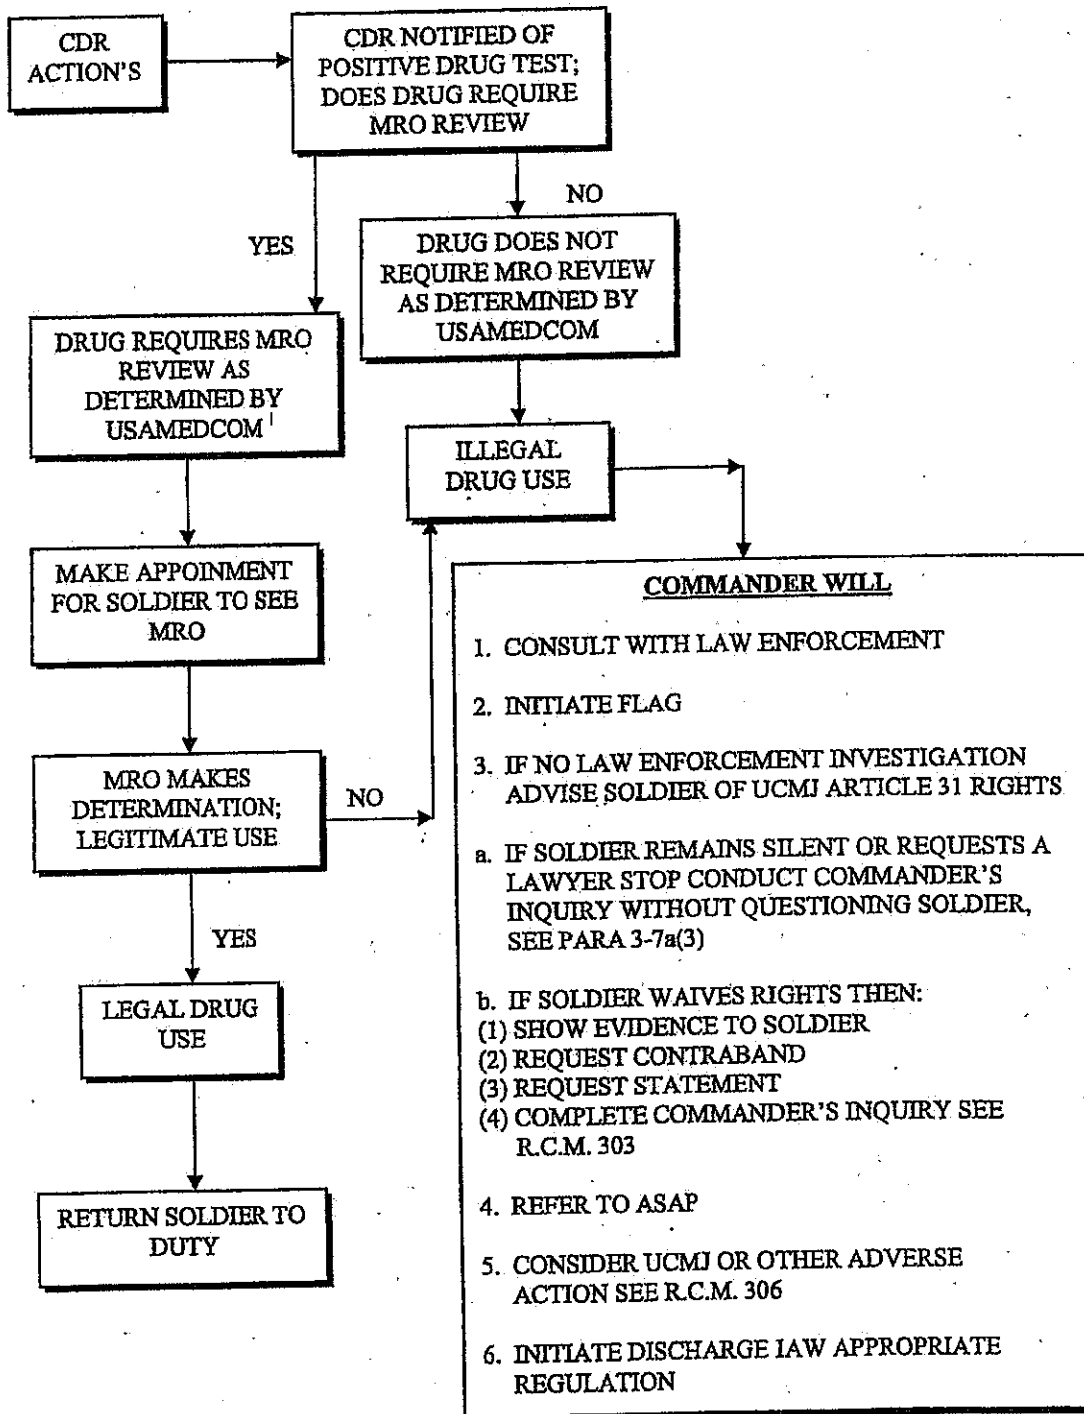 CDR
ACTION'S
CDR NOTIFIED OF
POSITIVE DRUG TEST;
DOES DRUG REQUIRE
MRO REVIEW
YES
NO
DRUG DOES NOT
REQUIRE MRO REVIEW
AS DETERMINED BY
USAMEDCOM
DRUG REQUIRES MRO
REVIEW AS
DETERMINED BY
USAMEDCOM
ILLEGAL
DRUG USE
MAKE APPOINMENT
FOR SOLDIER TO SEE
MRO
MRO MAKES
DETERMINATION;
LEGITIMATE USE
NO
YES
LEGAL DRUG
USE
RETURN SOLDIER TO
DUTY
COMMANDER WILL
1. CONSULT WITH LAW ENFORCEMENT
2. INITIATE FLAG
3. IF NO LAW ENFORCEMENT INVESTIGATION
ADVISE SOLDIER OF UCMJ ARTICLE 31 RIGHTS
a. IF SOLDIER REMAINS SILENT OR REQUESTS A
LAWYER STOP CONDUCT COMMANDER'S
INQUIRY WITHOUT QUESTIONING SOLDIER,
SEE PARA 3-7a(3)
b. IF SOLDIER WAIVES RIGHTS THEN:
(1) SHOW EVIDENCE TO SOLDIER
(2) REQUEST CONTRABAND
(3) REQUEST STATEMENT
(4) COMPLETE COMMANDER'S INQUIRY SEE
R.C.M. 303
4. REFER TO ASAP
5. CONSIDER UCMJ OR OTHER ADVERSE
ACTION SEE R.C.M. 306
6. INITIATE DISCHARGE IAW APPROPRIATE
REGULATION